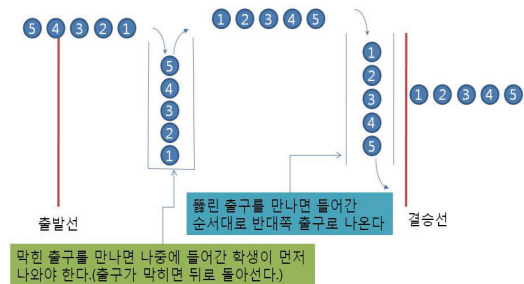 5 4 3 2 1
1 2 3 4 5
5
4
3
2
1
1
2
3
4
5
1 2 3 4 5
출발선
결승선
뚫린 출구를 만나면 들어간
순서대로 반대쪽 출구로 나온다
막힌 출구를 만나면 나중에 들어간 학생이 먼저
나와야 한다.(출구가 막히면 뒤로 돌아선다.)